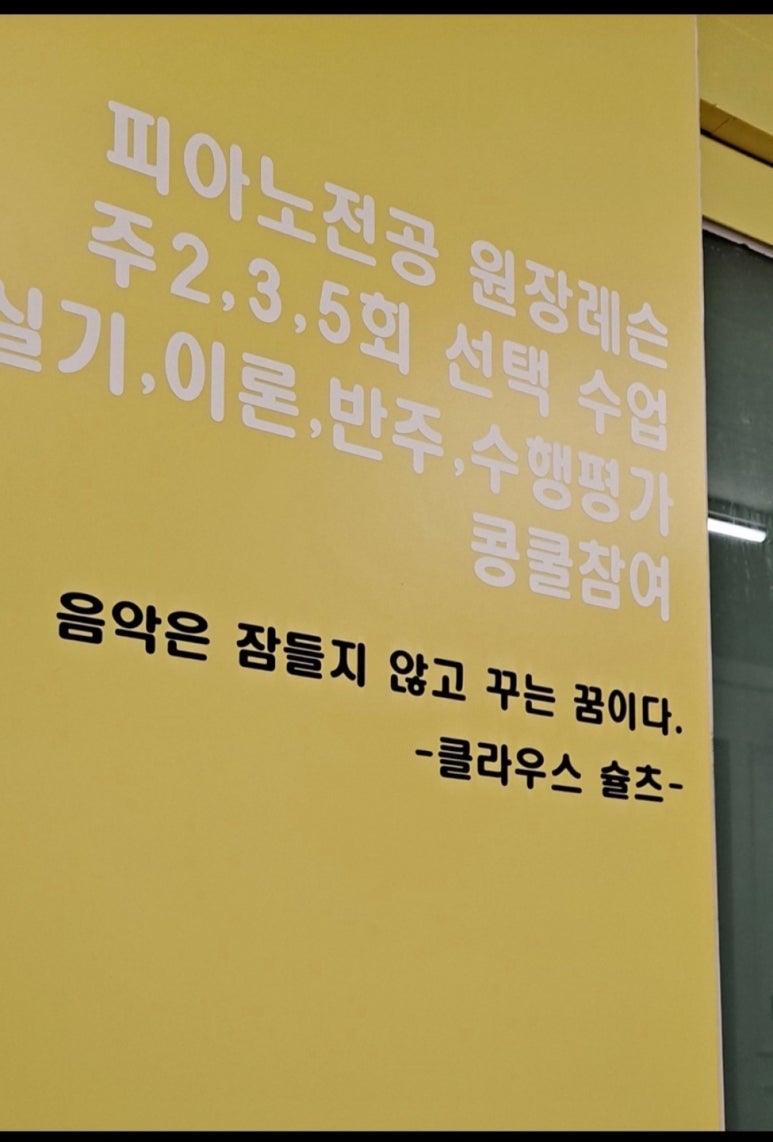 피아노전공 원장레슨
주2,3,5회 선택 수업
실기,이론,반주,수행평가
콩쿨참여
음악은 잠들지 않고 꾸는 꿈이다.
-클라우스 슐츠-